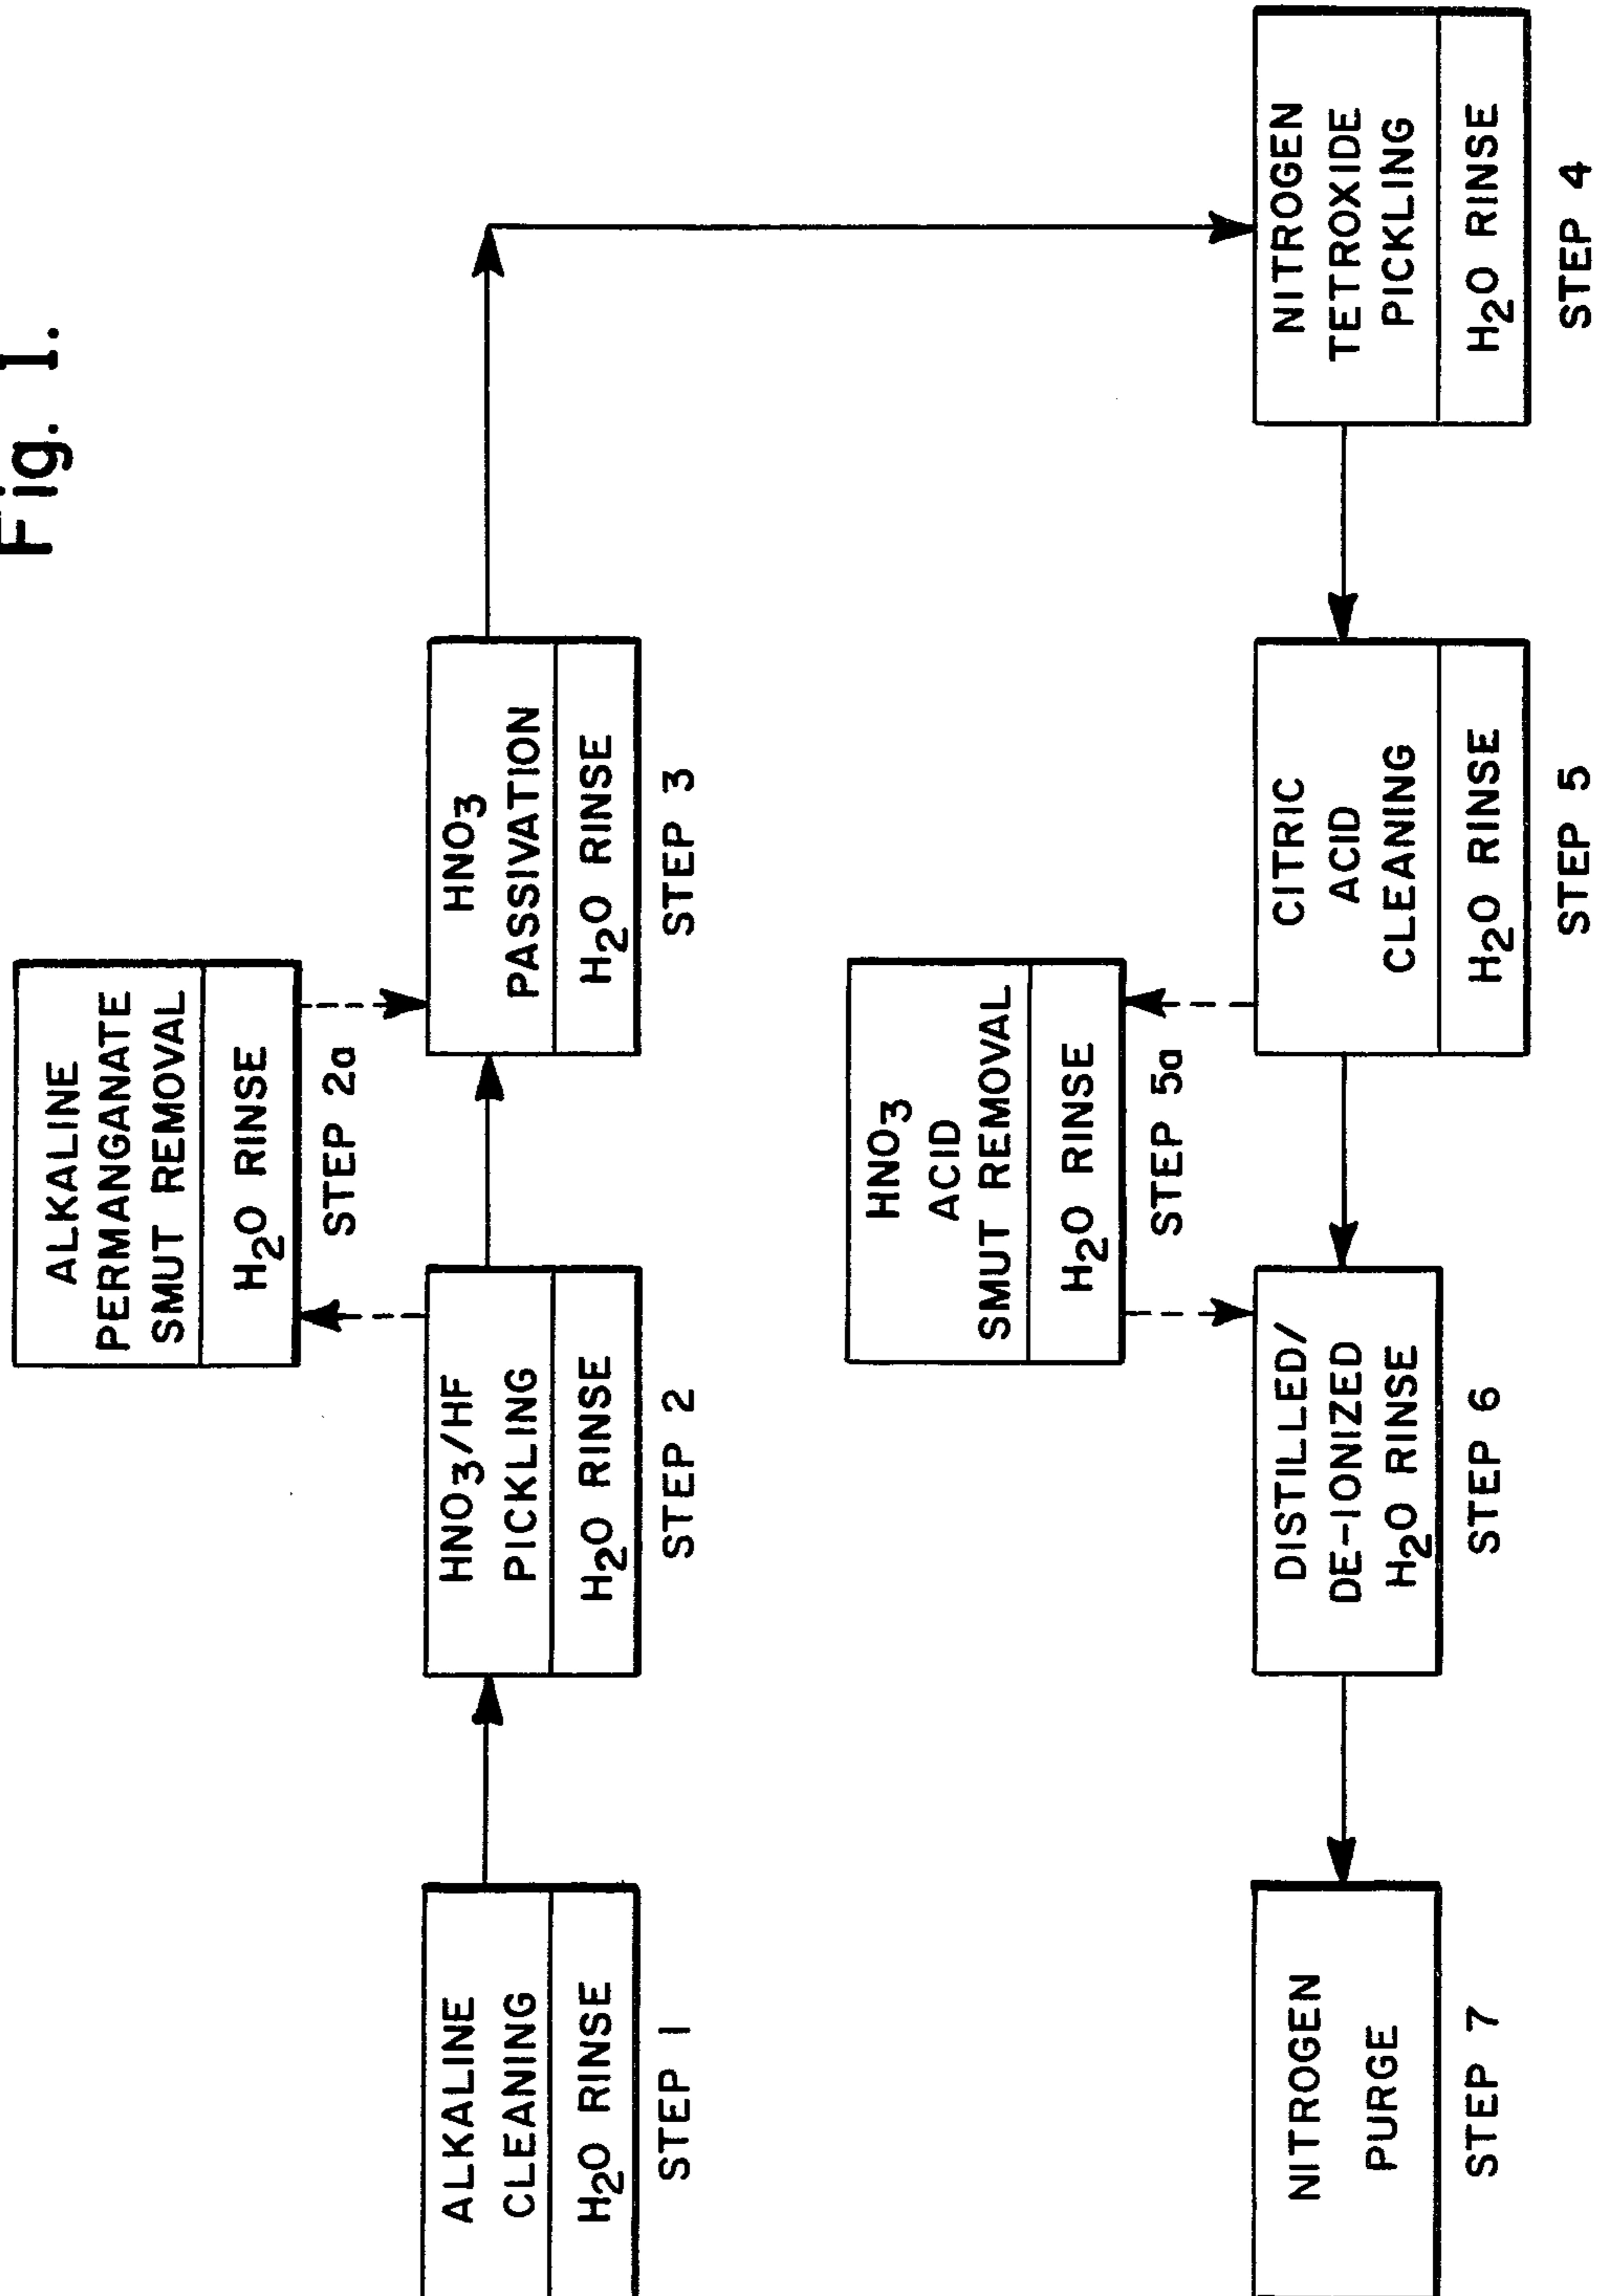 Fig. 1.
ALKALINE
CLEANING
H2O RINSE
STEP 1
HNO3/HF
PICKLING
H2O RINSE
STEP 2
ALKALINE
PERMANGANATE
SMUT REMOVAL
H2O RINSE
STEP 2a
HNO3
PASSIVATION
H2O RINSE
STEP 3
NITROGEN
TETROXIDE
PICKLING
H2O RINSE
STEP 4
CITRIC
ACID
CLEANING
H2O RINSE
STEP 5
HNO3
ACID
SMUT REMOVAL
H2O RINSE
STEP 5a
DISTILLED/
DE-IONIZED
H2O RINSE
STEP 6
NITROGEN
PURGE
STEP 7